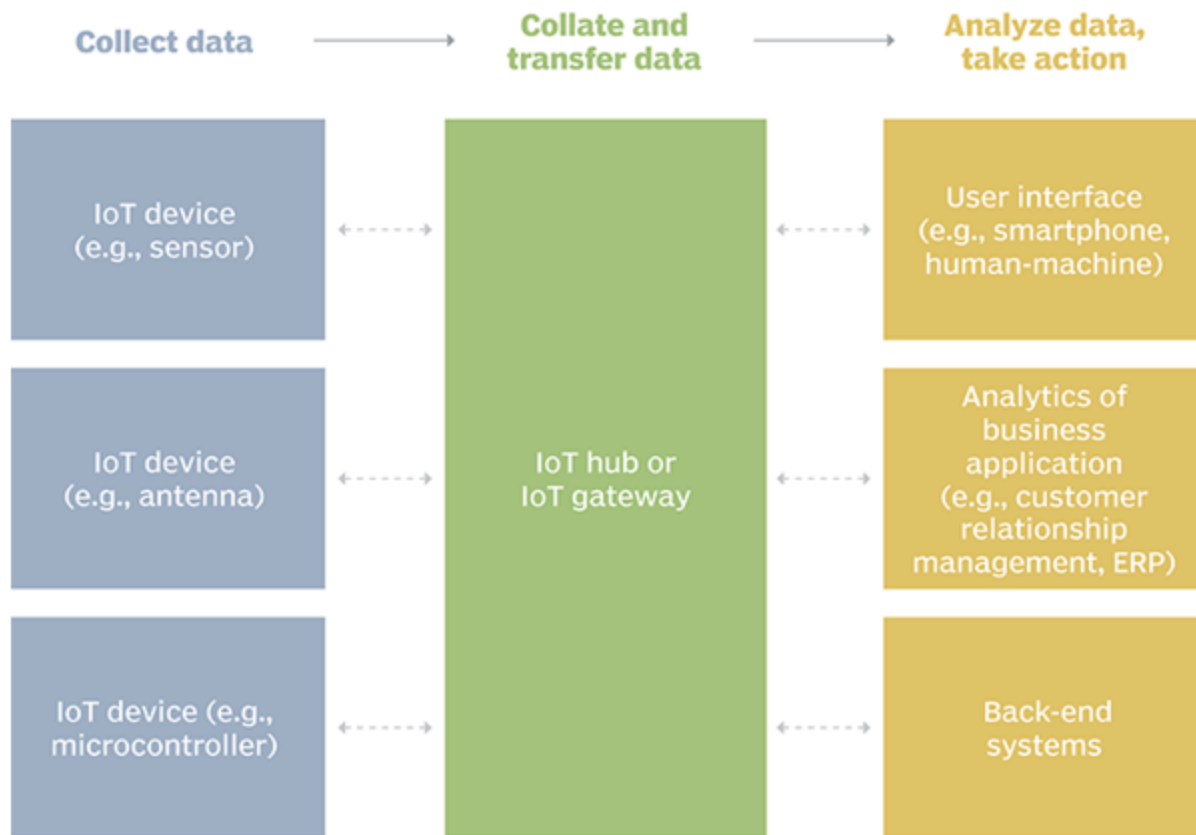 Collect data
Collate and
transfer data
Analyze data,
take action
IoT device
(e.g., sensor)
User interface
(e.g., smartphone,
human-machine)
IoT device
(e.g., antenna)
IoT hub or
IoT gateway
Analytics of
business
application
(e.g., customer
relationship
management, ERP)
IoT device (e.g.,
microcontroller)
Back-end
systems